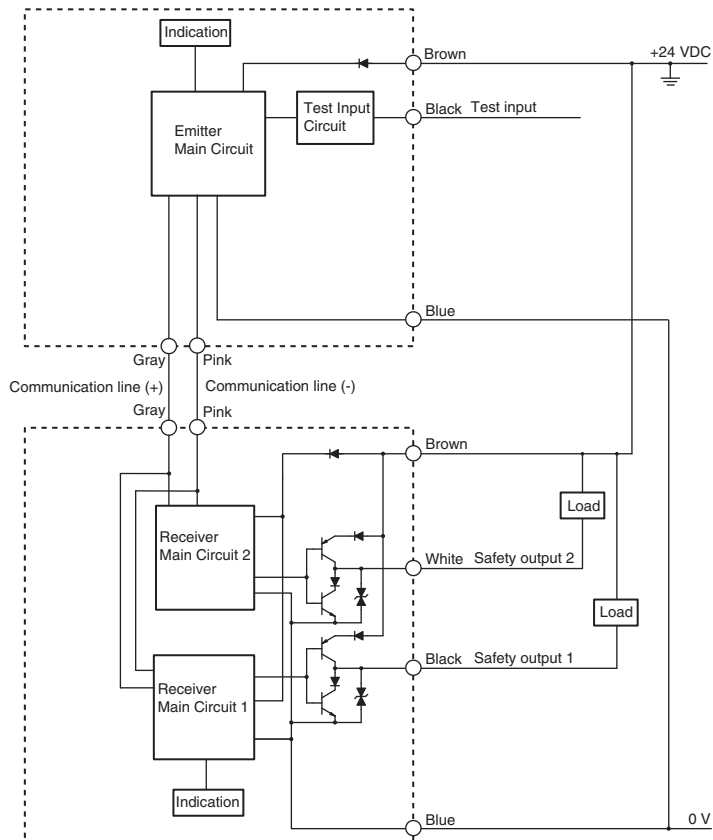 Indication
Brown
+24 VDC
Emitter
Main Circuit
Test Input
Circuit
Black Test input
Blue
Gray
Pink
Communication line (+)
Communication line (-)
Gray
Pink
Brown
Load
Receiver
Main Circuit 2
White Safety output 2
Load
Black Safety output 1
Receiver
Main Circuit 1
Indication
Blue
0 V